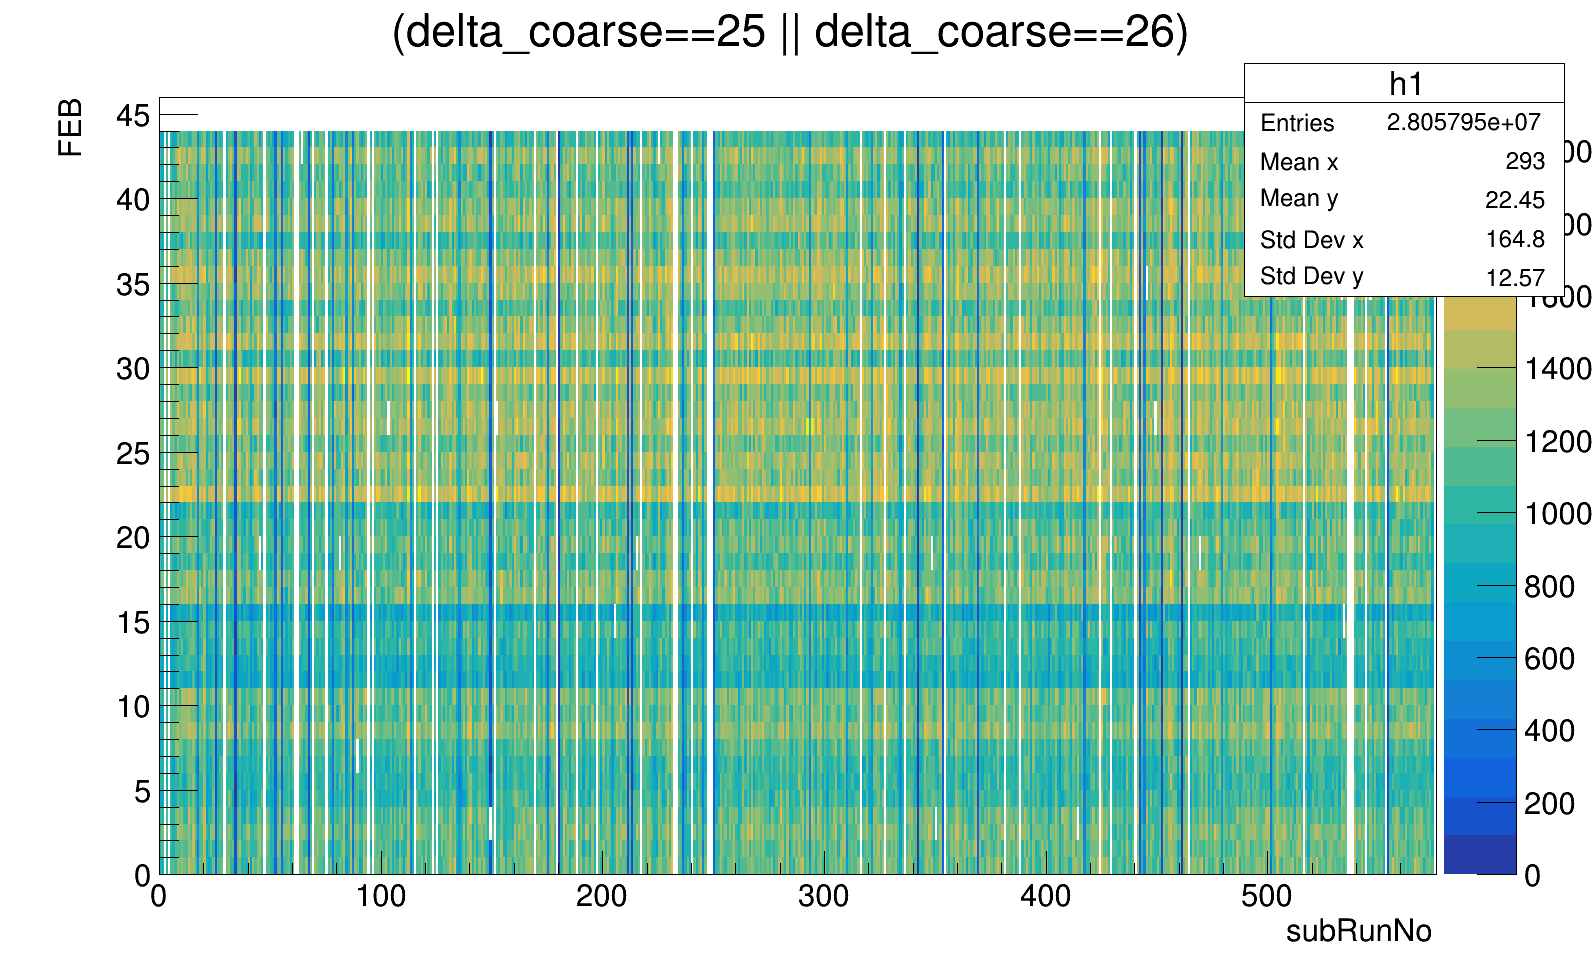 (delta_coarse==25 || delta_coarse==26)
h1
Entries 2.805795e+07
Mean x 293
Mean y 22.45
Std Dev x 164.8
Std Dev y 12.57
FEB
45
40
35
30
25
20
15
10
5
0
0 100 200 300 400 500
subRunNo
1600
1400
1200
1000
800
600
400
200
0